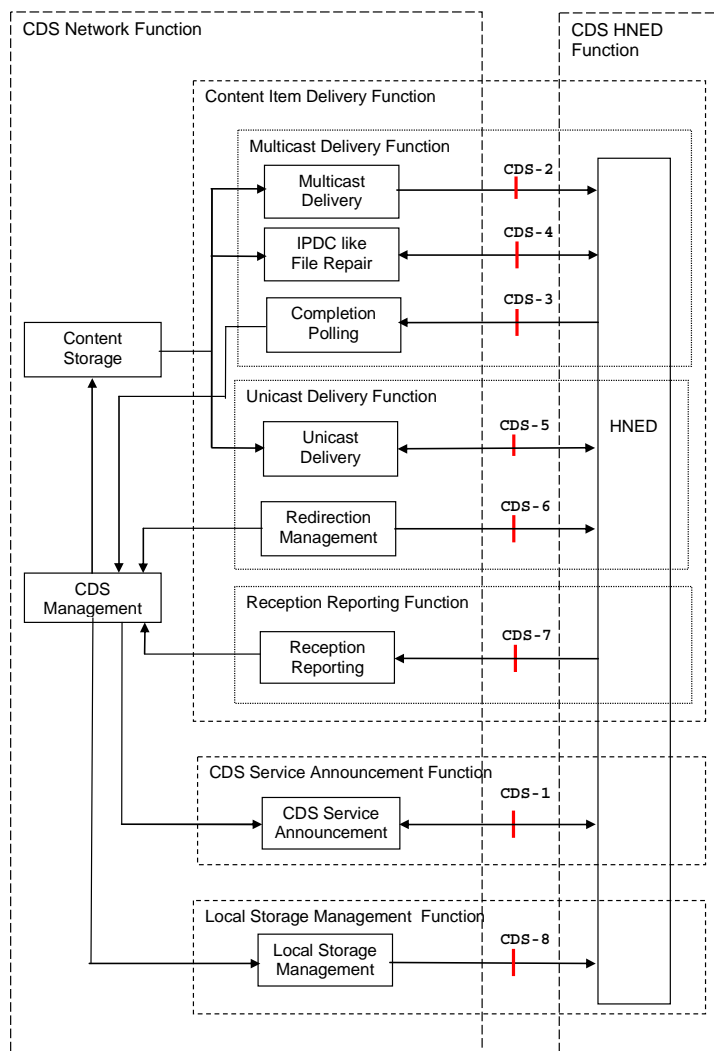 CDS Network Function
CDS HNED
Function
Content Item Delivery Function
Multicast Delivery Function
Multicast
Delivery
CDS-2
IPDC like
File Repair
CDS-4
Completion
Polling
CDS-3
Content
Storage
Unicast Delivery Function
Unicast
Delivery
CDS-5
HNED
Redirection
Management
CDS-6
CDS
Management
Reception Reporting Function
Reception
Reporting
CDS-7
CDS Service Announcement Function
CDS Service
Announcement
CDS-1
Local Storage Management Function
Local Storage
Management
CDS-8